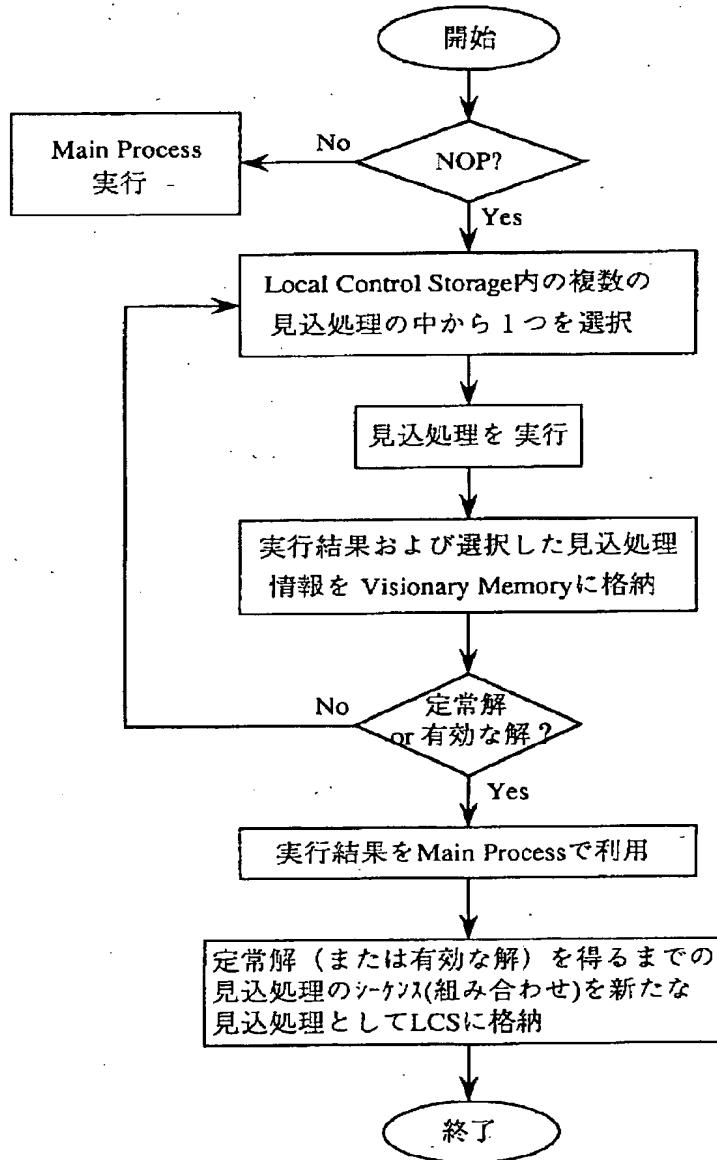 開始
NOP?
No
Main Process
実行
Yes
Local Control Storage内の複数の
見込処理の中から１つを選択
見込処理を 実行
実行結果および選択した見込処理
情報を Visionary Memoryに格納
定常解
or 有効な解？
No
Yes
実行結果をMain Processで利用
定常解（または有効な解）を得るまでの
見込処理のｼｰｹﾝｽ(組み合わせ)を新たな
見込処理としてLCSに格納
終了